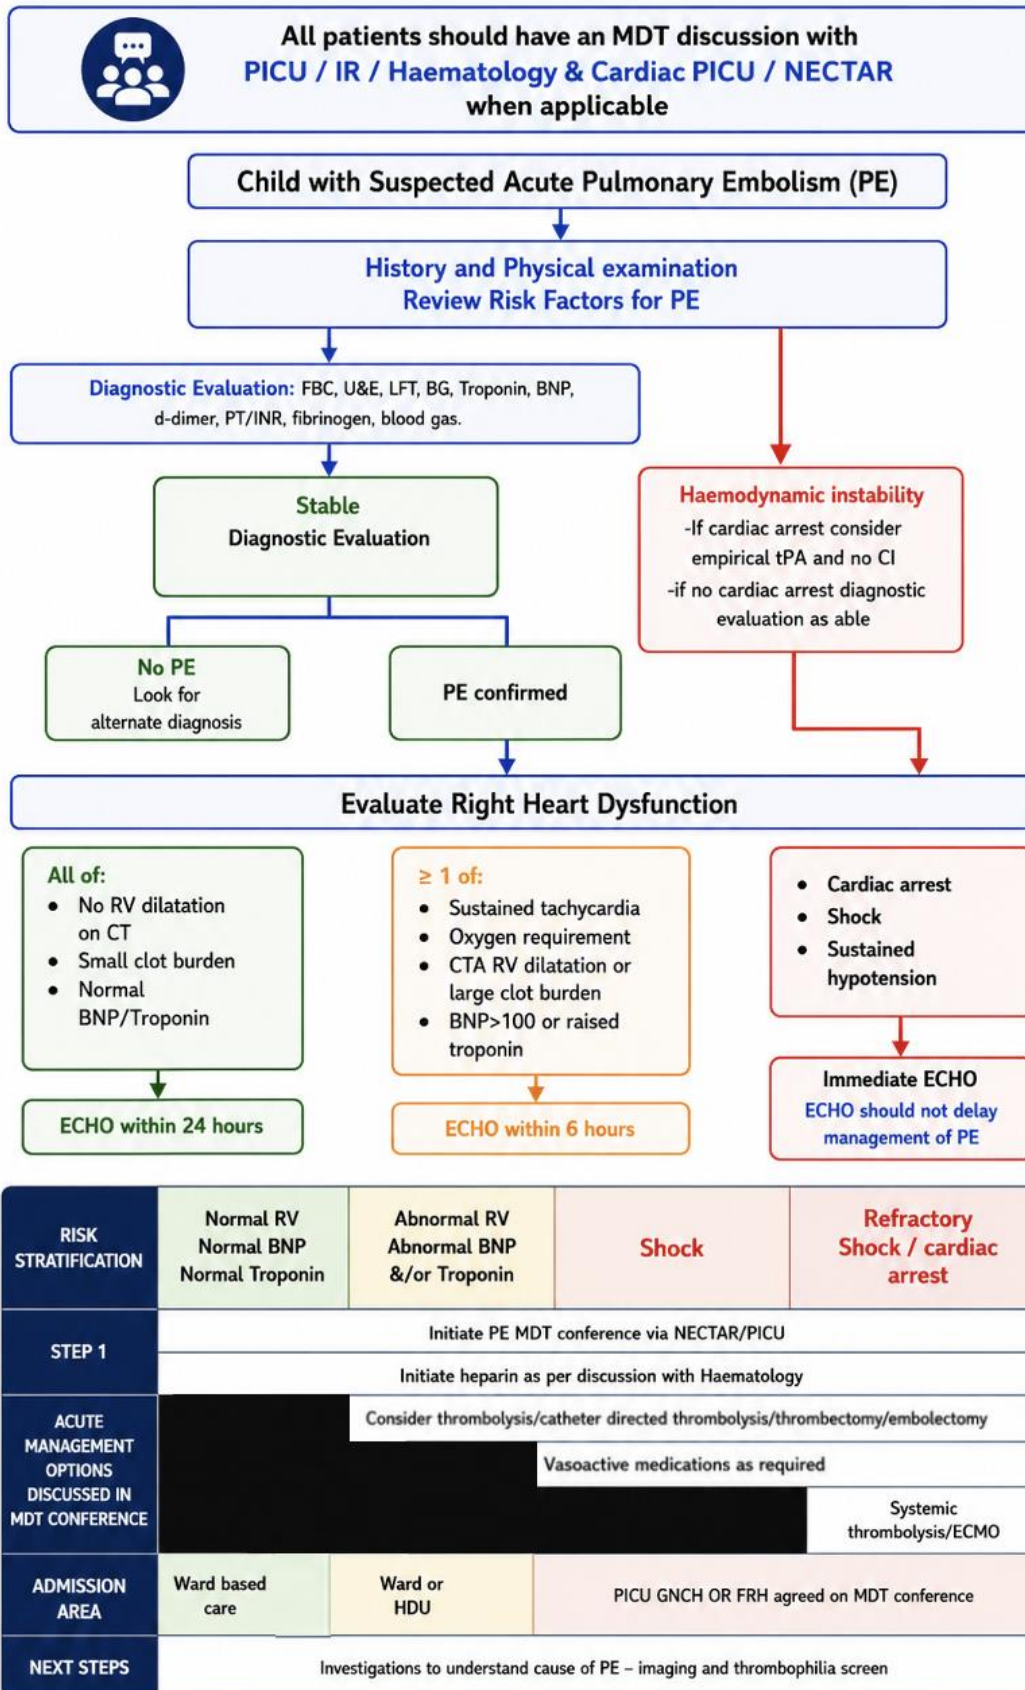 All patients should have an MDT discussion with
PICU / IR / Haematology & Cardiac PICU / NECTAR
when applicable
Child with Suspected Acute Pulmonary Embolism (PE)
History and Physical examination
Review Risk Factors for PE
Diagnostic Evaluation: FBC, U&E, LFT, BG, Troponin, BNP,
d-dimer, PT/INR, fibrinogen, blood gas.
Stable
Diagnostic Evaluation
Haemodynamic instability
-If cardiac arrest consider
empirical tPA and no CI
-if no cardiac arrest diagnostic
evaluation as able
No PE
Look for
alternate diagnosis
PE confirmed
Evaluate Right Heart Dysfunction
All of:
• No RV dilatation
on CT
• Small clot burden
• Normal
BNP/Troponin
ECHO within 24 hours
≥ 1 of:
• Sustained tachycardia
• Oxygen requirement
• CTA RV dilatation or
large clot burden
• BNP>100 or raised
troponin
ECHO within 6 hours
• Cardiac arrest
• Shock
• Sustained
hypotension
Immediate ECHO
ECHO should not delay
management of PE
RISK
STRATIFICATION
Normal RV
Normal BNP
Normal Troponin
Abnormal RV
Abnormal BNP
&/or Troponin
Shock
Refractory
Shock / cardiac
arrest
STEP 1
Initiate PE MDT conference via NECTAR/PICU
Initiate heparin as per discussion with Haematology
ACUTE
MANAGEMENT
OPTIONS
DISCUSSED IN
MDT CONFERENCE
Consider thrombolysis/catheter directed thrombolysis/thrombectomy/embolectomy
Vasoactive medications as required
Systemic
thrombolysis/ECMO
ADMISSION
AREA
Ward based
care
Ward or
HDU
PICU GNCH OR FRH agreed on MDT conference
NEXT STEPS
Investigations to understand cause of PE – imaging and thrombophilia screen